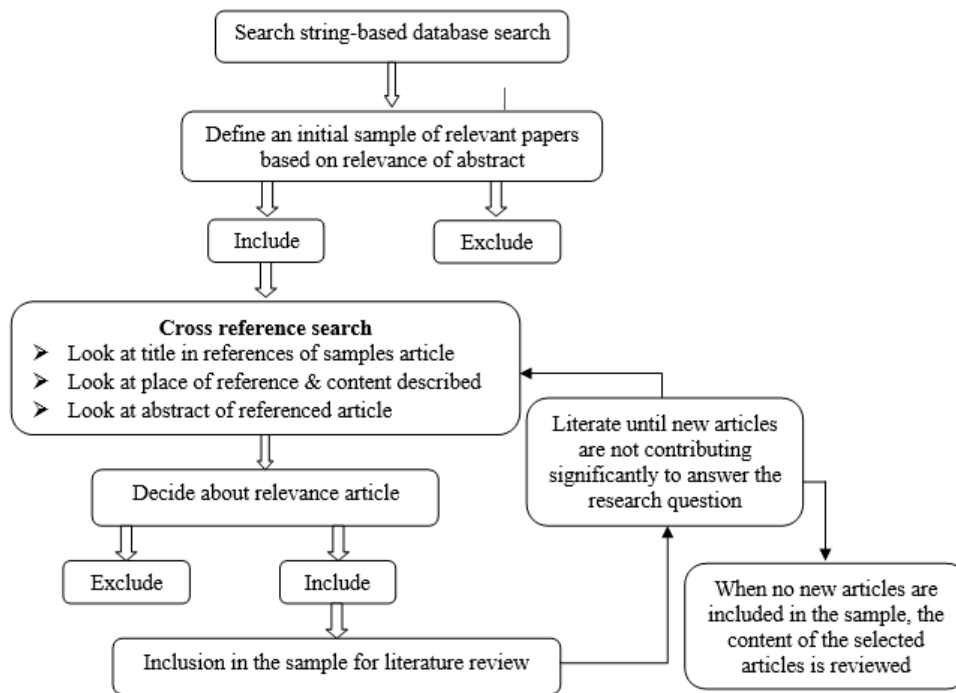 Search string-based database search
Define an initial sample of relevant papers
based on relevance of abstract
Include
Exclude
Cross reference search
➤ Look at title in references of samples article
➤ Look at place of reference & content described
➤ Look at abstract of referenced article
Literate until new articles
are not contributing
significantly to answer the
research question
Decide about relevance article
Exclude
Include
When no new articles are
included in the sample, the
content of the selected
articles is reviewed
Inclusion in the sample for literature review